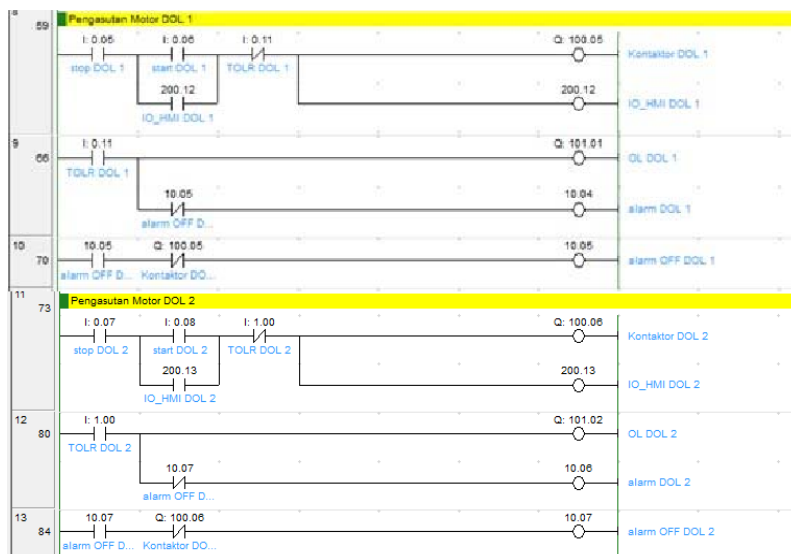 8
59
Pengasutan Motor DOL 1
I: 0.05 I: 0.06 I: 0.11 Q: 100.05
stop DOL 1 start DOL 1 TOLR DOL 1 Kontaktor DOL 1
200.12 200.12
IO_HMI DOL 1 IO_HMI DOL 1
9
66
I: 0.11 Q: 101.01
TOLR DOL 1 OL DOL 1
10.05 10.04
alarm OFF D... alarm DOL 1
10
70
10.05 Q: 100.05 10.05
alarm OFF D... Kontaktor DO... alarm OFF DOL 1
11
73
Pengasutan Motor DOL 2
I: 0.07 I: 0.08 I: 1.00 Q: 100.06
stop DOL 2 start DOL 2 TOLR DOL 2 Kontaktor DOL 2
200.13 200.13
IO_HMI DOL 2 IO_HMI DOL 2
12
80
I: 1.00 Q: 101.02
TOLR DOL 2 OL DOL 2
10.07 10.06
alarm OFF D... alarm DOL 2
13
84
10.07 Q: 100.06 10.07
alarm OFF D... Kontaktor DO... alarm OFF DOL 2